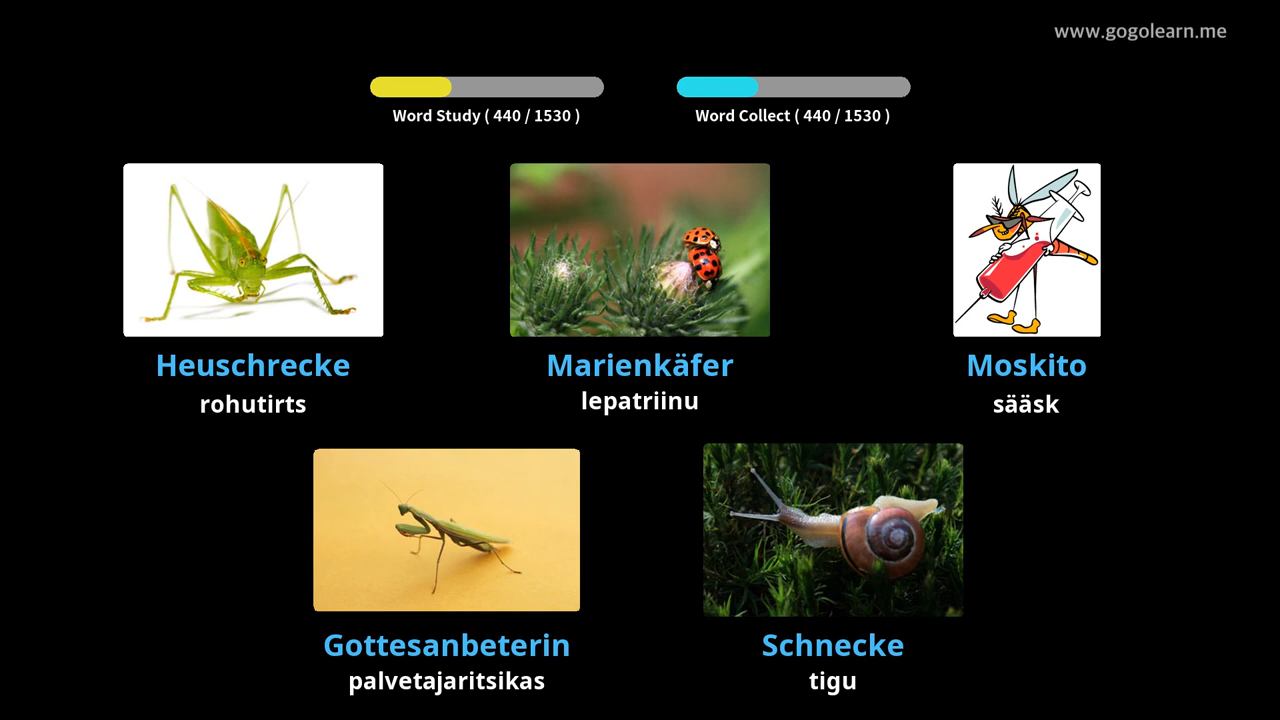 www.gogolearn.me
Word Study ( 440 / 1530 )
Word Collect ( 440 / 1530 )
Heuschrecke
rohutirts
Marienkäfer
lepatriinu
Moskito
sääsk
Gottesanbeterin
palvetajaritsikas
Schnecke
tigu